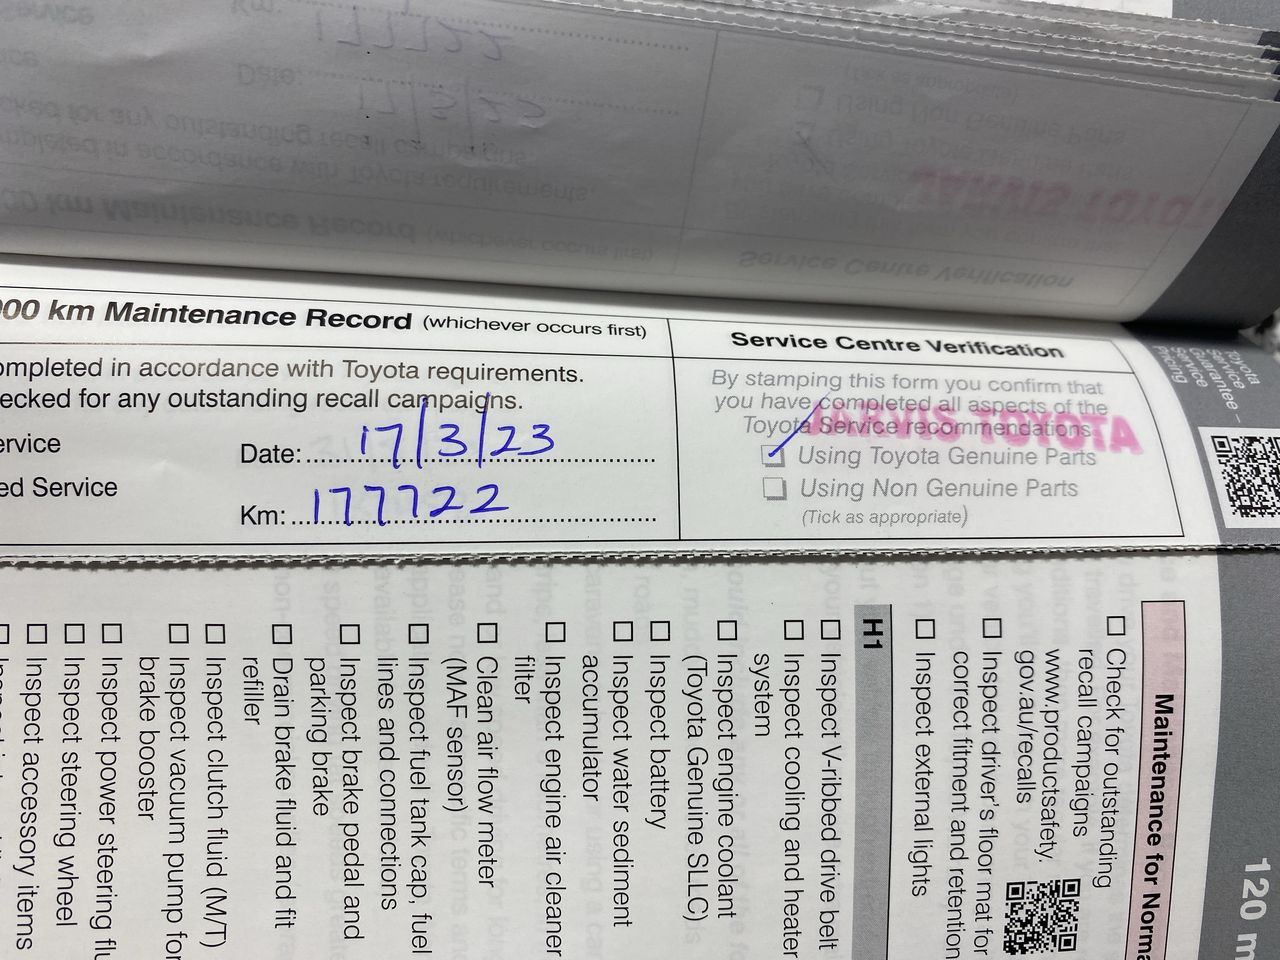 00 km Maintenance Record (whichever occurs first)
ompleted in accordance with Toyota requirements.
ecked for any outstanding recall campaigns.
ervice
Date: 17/3/23
ed Service
Km: 177722
Service Centre Verification
By stamping this form you confirm that
you have completed all aspects of the
Toyota Service recommendations
JARVIS TOYOTA
Using Toyota Genuine Parts
Using Non Genuine Parts
(Tick as appropriate)
Toyota
Service
Guarantee -
Service
Pricing
120 m
Maintenance for Norma
Check for outstanding
recall campaigns
www.productsafety.
gov.au/recalls
Inspect driver's floor mat for
correct fitment and retention
Inspect external lights
H1
Inspect V-ribbed drive belt
Inspect cooling and heater
system
Inspect engine coolant
(Toyota Genuine SLLC)
Inspect battery
Inspect water sediment
accumulator
Inspect engine air cleaner
filter
Clean air flow meter
(MAF sensor)
Inspect fuel tank cap, fuel
lines and connections
Inspect brake pedal and
parking brake
Drain brake fluid and fit
refiller
Inspect clutch fluid (M/T)
Inspect vacuum pump for
brake booster
Inspect power steering flu
Inspect steering wheel
Inspect accessory items